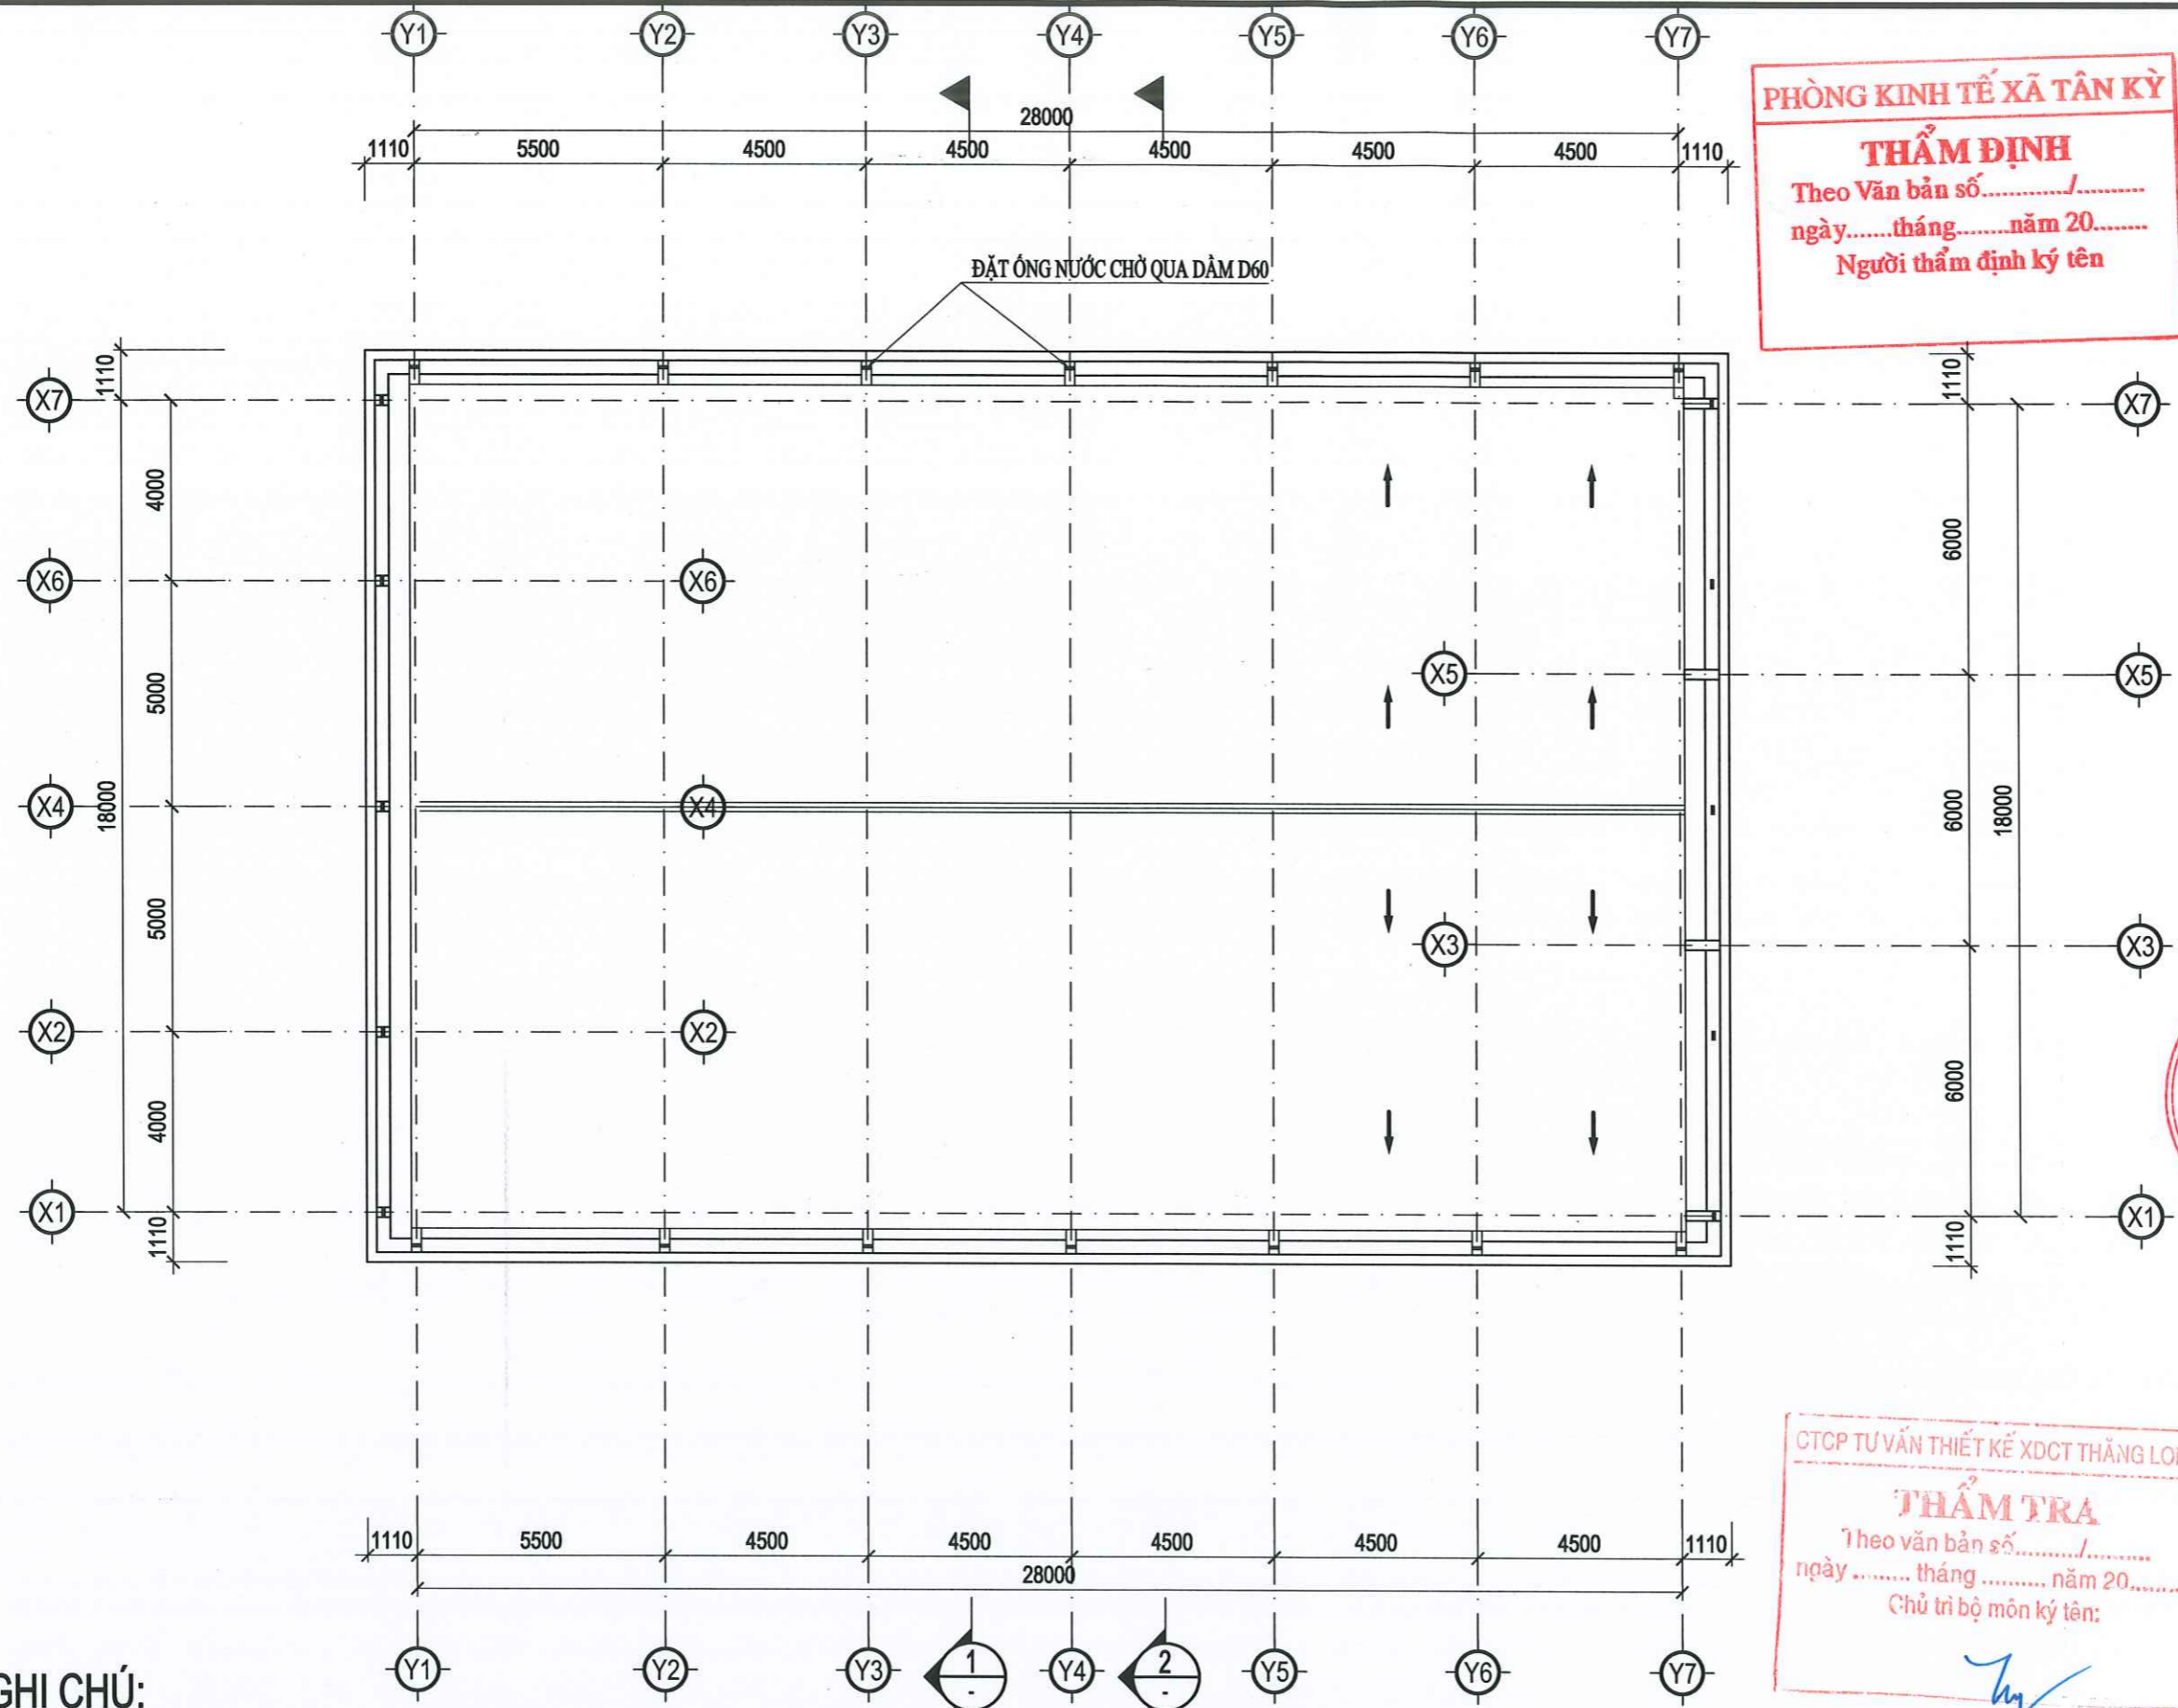 Y1 Y2 Y3 Y4 Y5 Y6 Y7
28000
1110 5500 4500 4500 4500 4500 4500 1110
PHÒNG KINH TẾ XÃ TÂN KỲ
THẨM ĐỊNH
Theo Văn bản số............./..........
ngày.......tháng........năm 20........
Người thẩm định ký tên
ĐẶT ỐNG NƯỚC CHỜ QUA DẦM D60
1110 1110
X7 X7
4000 6000
X6 X6
X5 X5
5000
X4 18000 X4 6000 18000
5000
X3 X3
X2 X2
4000 6000
X1 X1
1110 1110
CTCP TƯ VẤN THIẾT KẾ XDCT THĂNG
THẨM TRA
Theo văn bản số........../.........
ngày ........ tháng ......... năm 20........
Chủ trì bộ môn ký tên:
1110 5500 4500 4500 4500 4500 4500 1110
28000
Y1 Y2 Y3 1 - Y4 2 - Y5 Y6 Y7
GHI CHÚ: